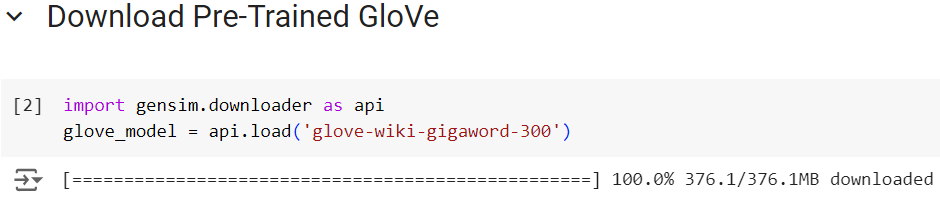 Download Pre-Trained GloVe
[2] import gensim.downloader as api
glove_model = api.load('glove-wiki-gigaword-300')
[==================================================] 100.0% 376.1/376.1MB downloaded